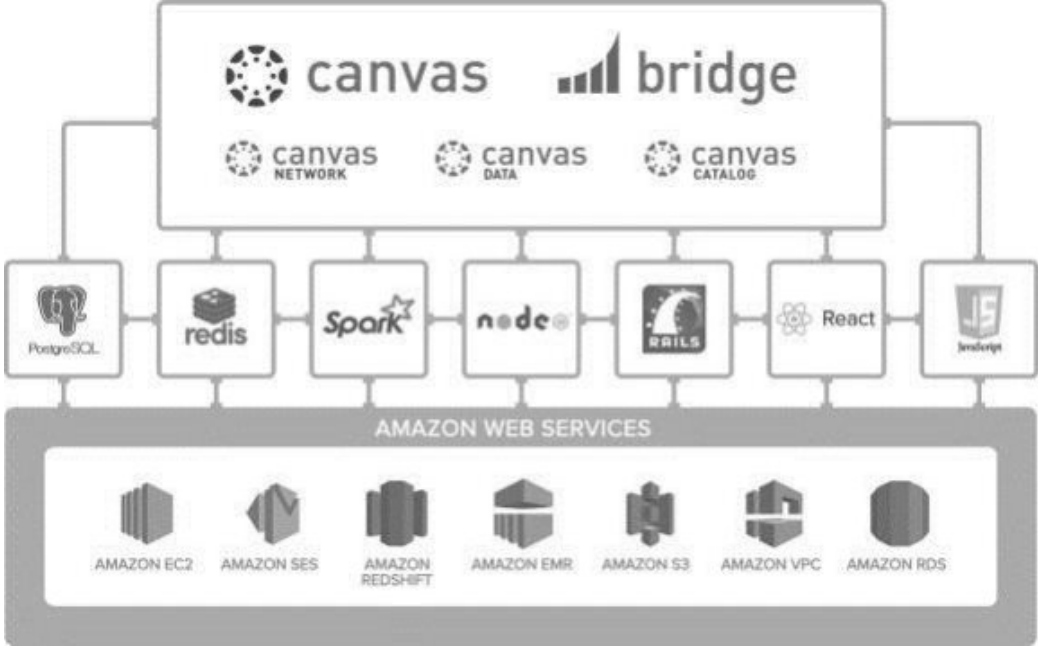 canvas bridge
canvas canvas canvas
NETWORK DATA CATALOG
PostgreSQL redis Spark node RAILS React JS
JavaScript
AMAZON WEB SERVICES
AMAZON EC2 AMAZON SES AMAZON AMAZON EMR AMAZON S3 AMAZON VPC AMAZON RDS
REDSHIFT